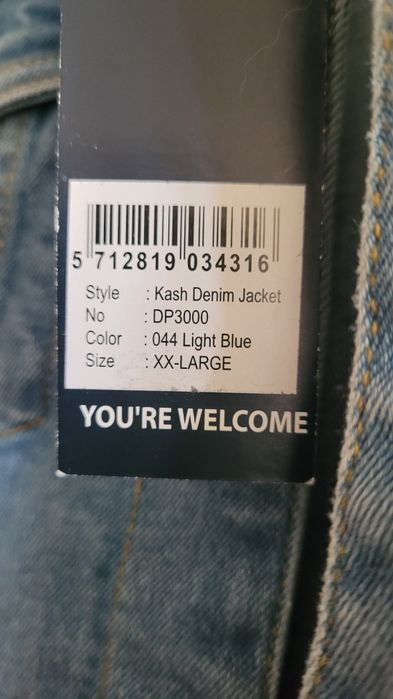 5 712819 034316
Style : Kash Denim Jacket
No : DP3000
Color : 044 Light Blue
Size : XX-LARGE
YOU'RE WELCOME